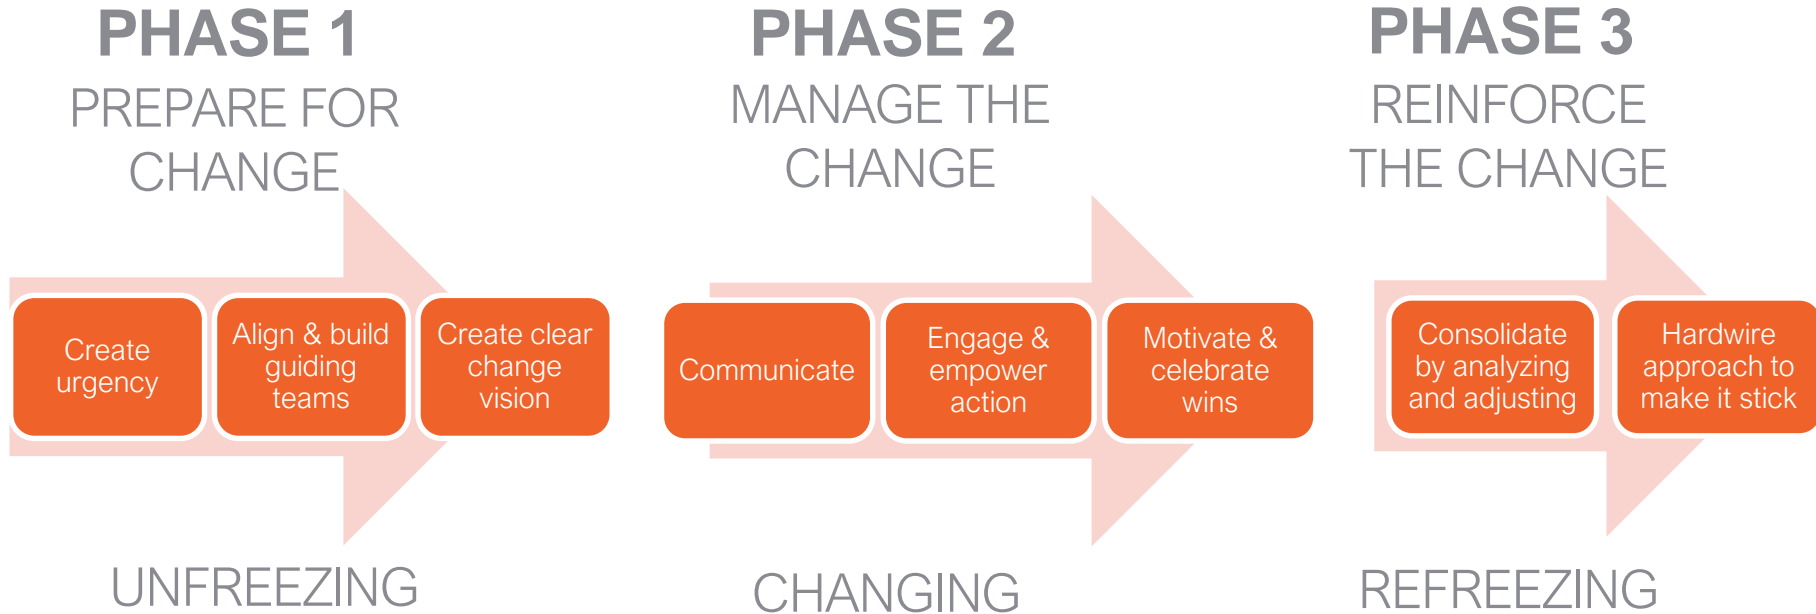 PHASE 1
PREPARE FOR
CHANGE
Create
urgency
Align & build
guiding
teams
Create clear
change
vision
UNFREEZING
PHASE 2
MANAGE THE
CHANGE
Communicate
Engage &
empower
action
Motivate &
celebrate
wins
CHANGING
PHASE 3
REINFORCE
THE CHANGE
Consolidate
by analyzing
and adjusting
Hardwire
approach to
make it stick
REFREEZING